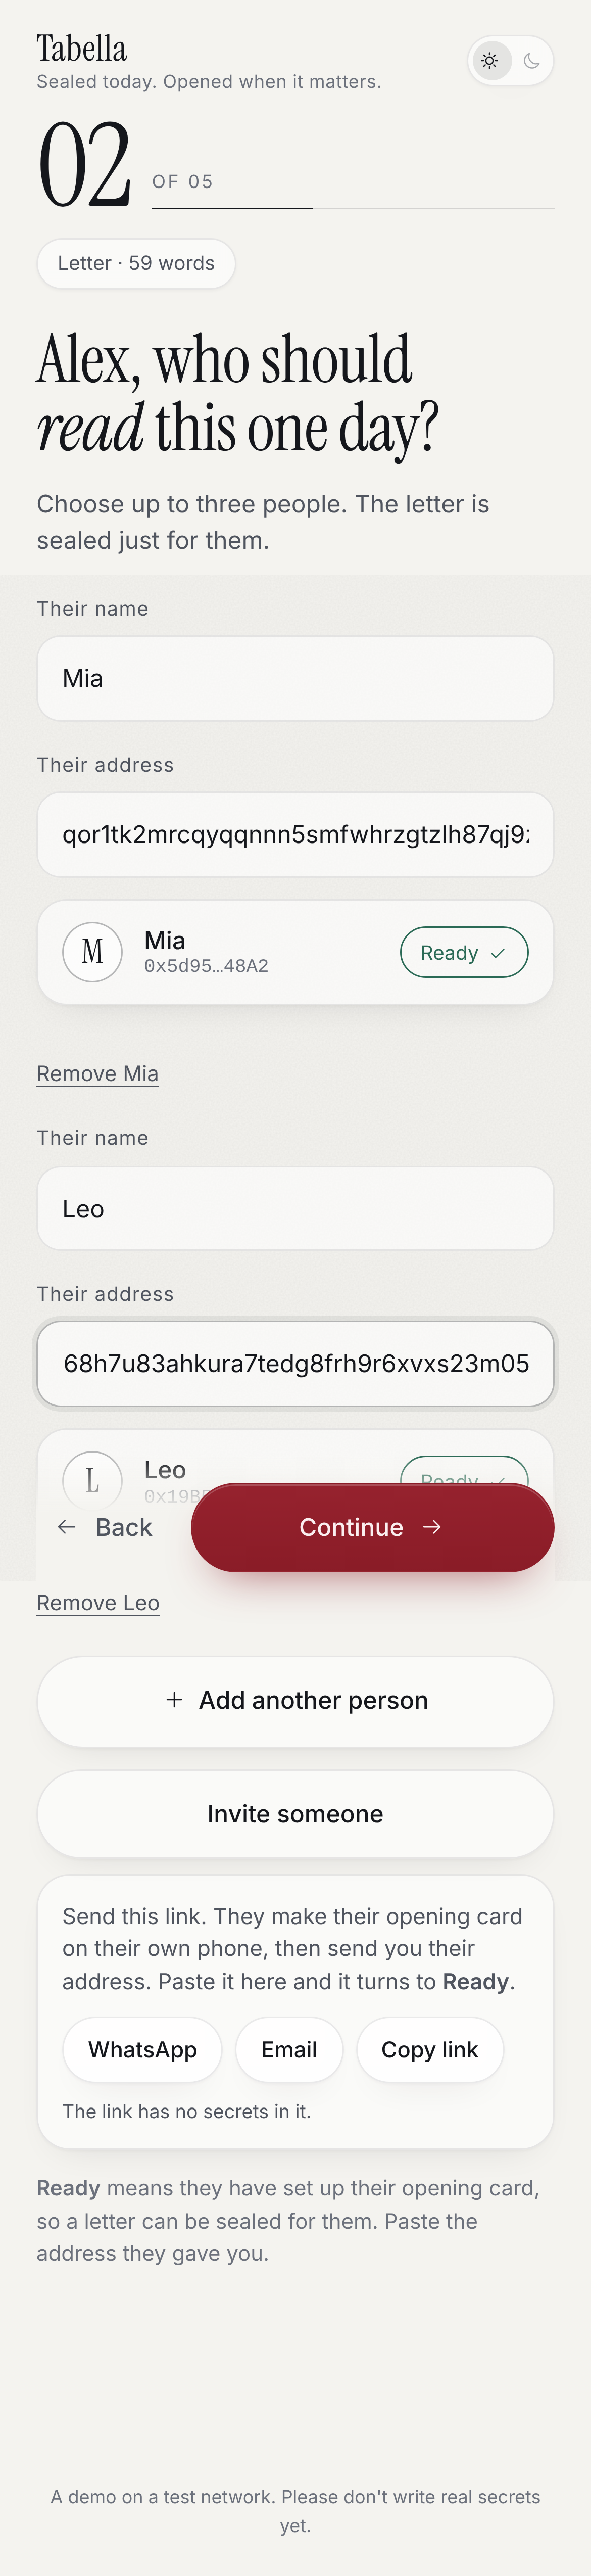 Tabella
Sealed today. Opened when it matters.
02
OF 05
Letter · 59 words
Alex, who should
read this one day?
Choose up to three people. The letter is
sealed just for them.
Their name
Mia
Their address
qor1tk2mrcqyqqnnn5smfwhrzgtzlh87qj9
M
Mia
0x5d95…48A2
Ready
Remove Mia
Their name
Leo
Their address
68h7u83ahkura7tedg8frh9r6xvxs23m05
L
Leo
Ready
Back
Continue
Remove Leo
Add another person
Invite someone
Send this link. They make their opening card
on their own phone, then send you their
address. Paste it here and it turns to Ready.
WhatsApp
Email
Copy link
The link has no secrets in it.
Ready means they have set up their opening card,
so a letter can be sealed for them. Paste the
address they gave you.
A demo on a test network. Please don't write real secrets
yet.